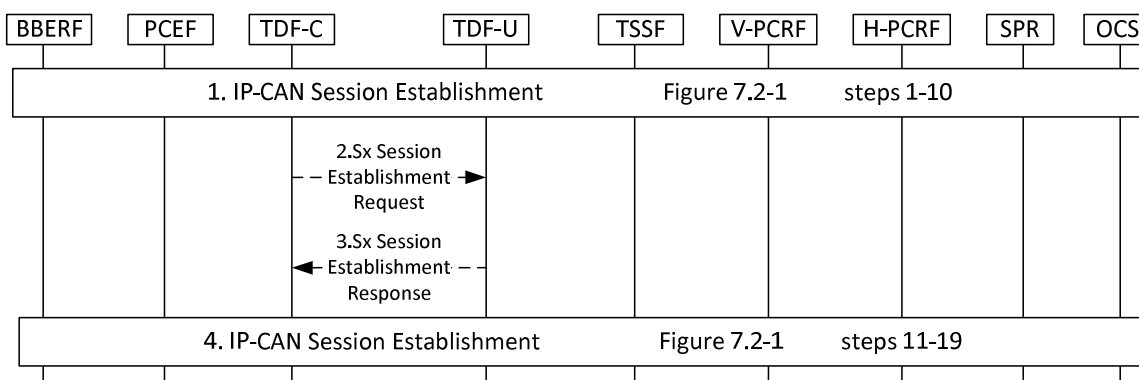 BBERF PCEF TDF-C TDF-U TSSF V-PCRF H-PCRF SPR OCS
1. IP-CAN Session Establishment Figure 7.2-1 steps 1-10
2.Sx Session
Establishment
Request
3.Sx Session
Establishment
Response
4. IP-CAN Session Establishment Figure 7.2-1 steps 11-19